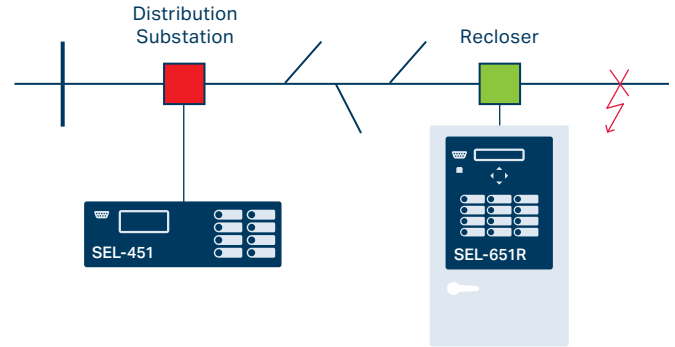 Distribution
Substation
Recloser
SEL-451
SEL-651R